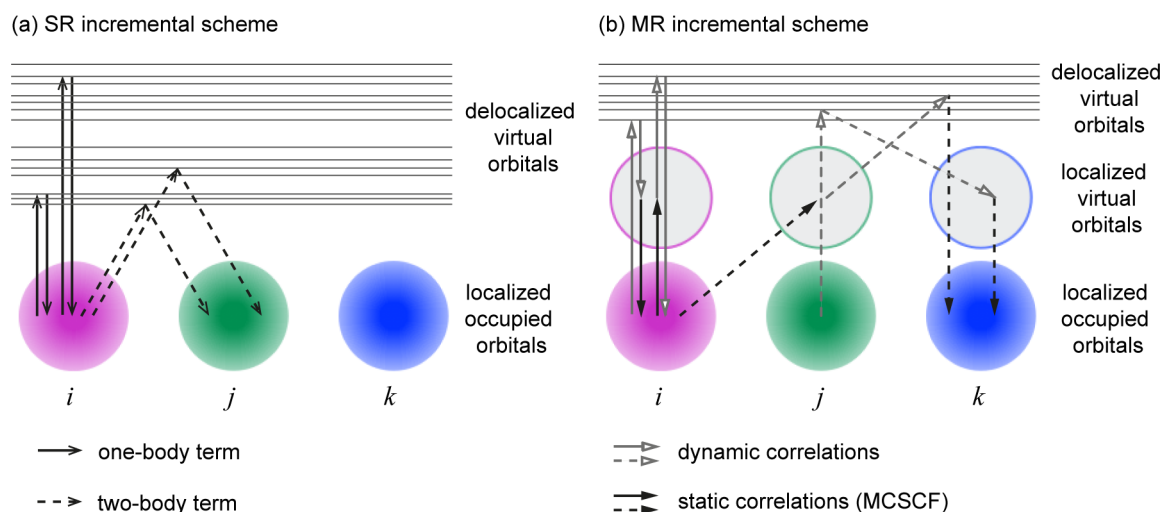 (a) SR incremental scheme
delocalized
virtual
orbitals
localized
occupied
orbitals
i
j
k
one-body term
two-body term
(b) MR incremental scheme
delocalized
virtual
orbitals
localized
virtual
orbitals
localized
occupied
orbitals
i
j
k
dynamic correlations
static correlations (MCSCF)